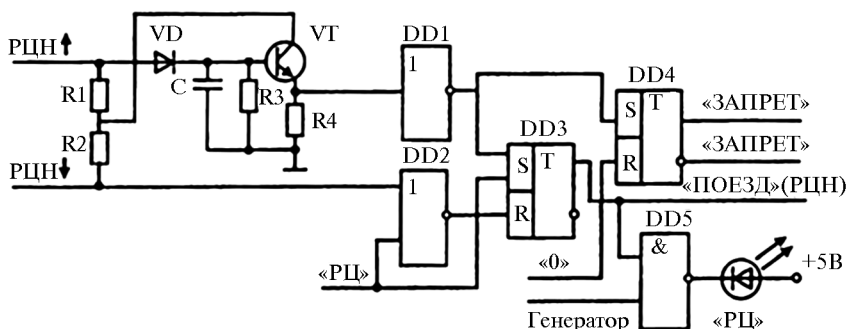 РЦН
VD
VT
DD1
1
R1
C
R3
R4
R2
РЦН
DD2
1
DD3
S T
R
DD4
S T
R
«ЗАПРЕТ»
«ЗАПРЕТ»
«ПОЕЗД»(РЦН)
DD5
&
«РЦ»
«0»
+5В
Генератор
«РЦ»